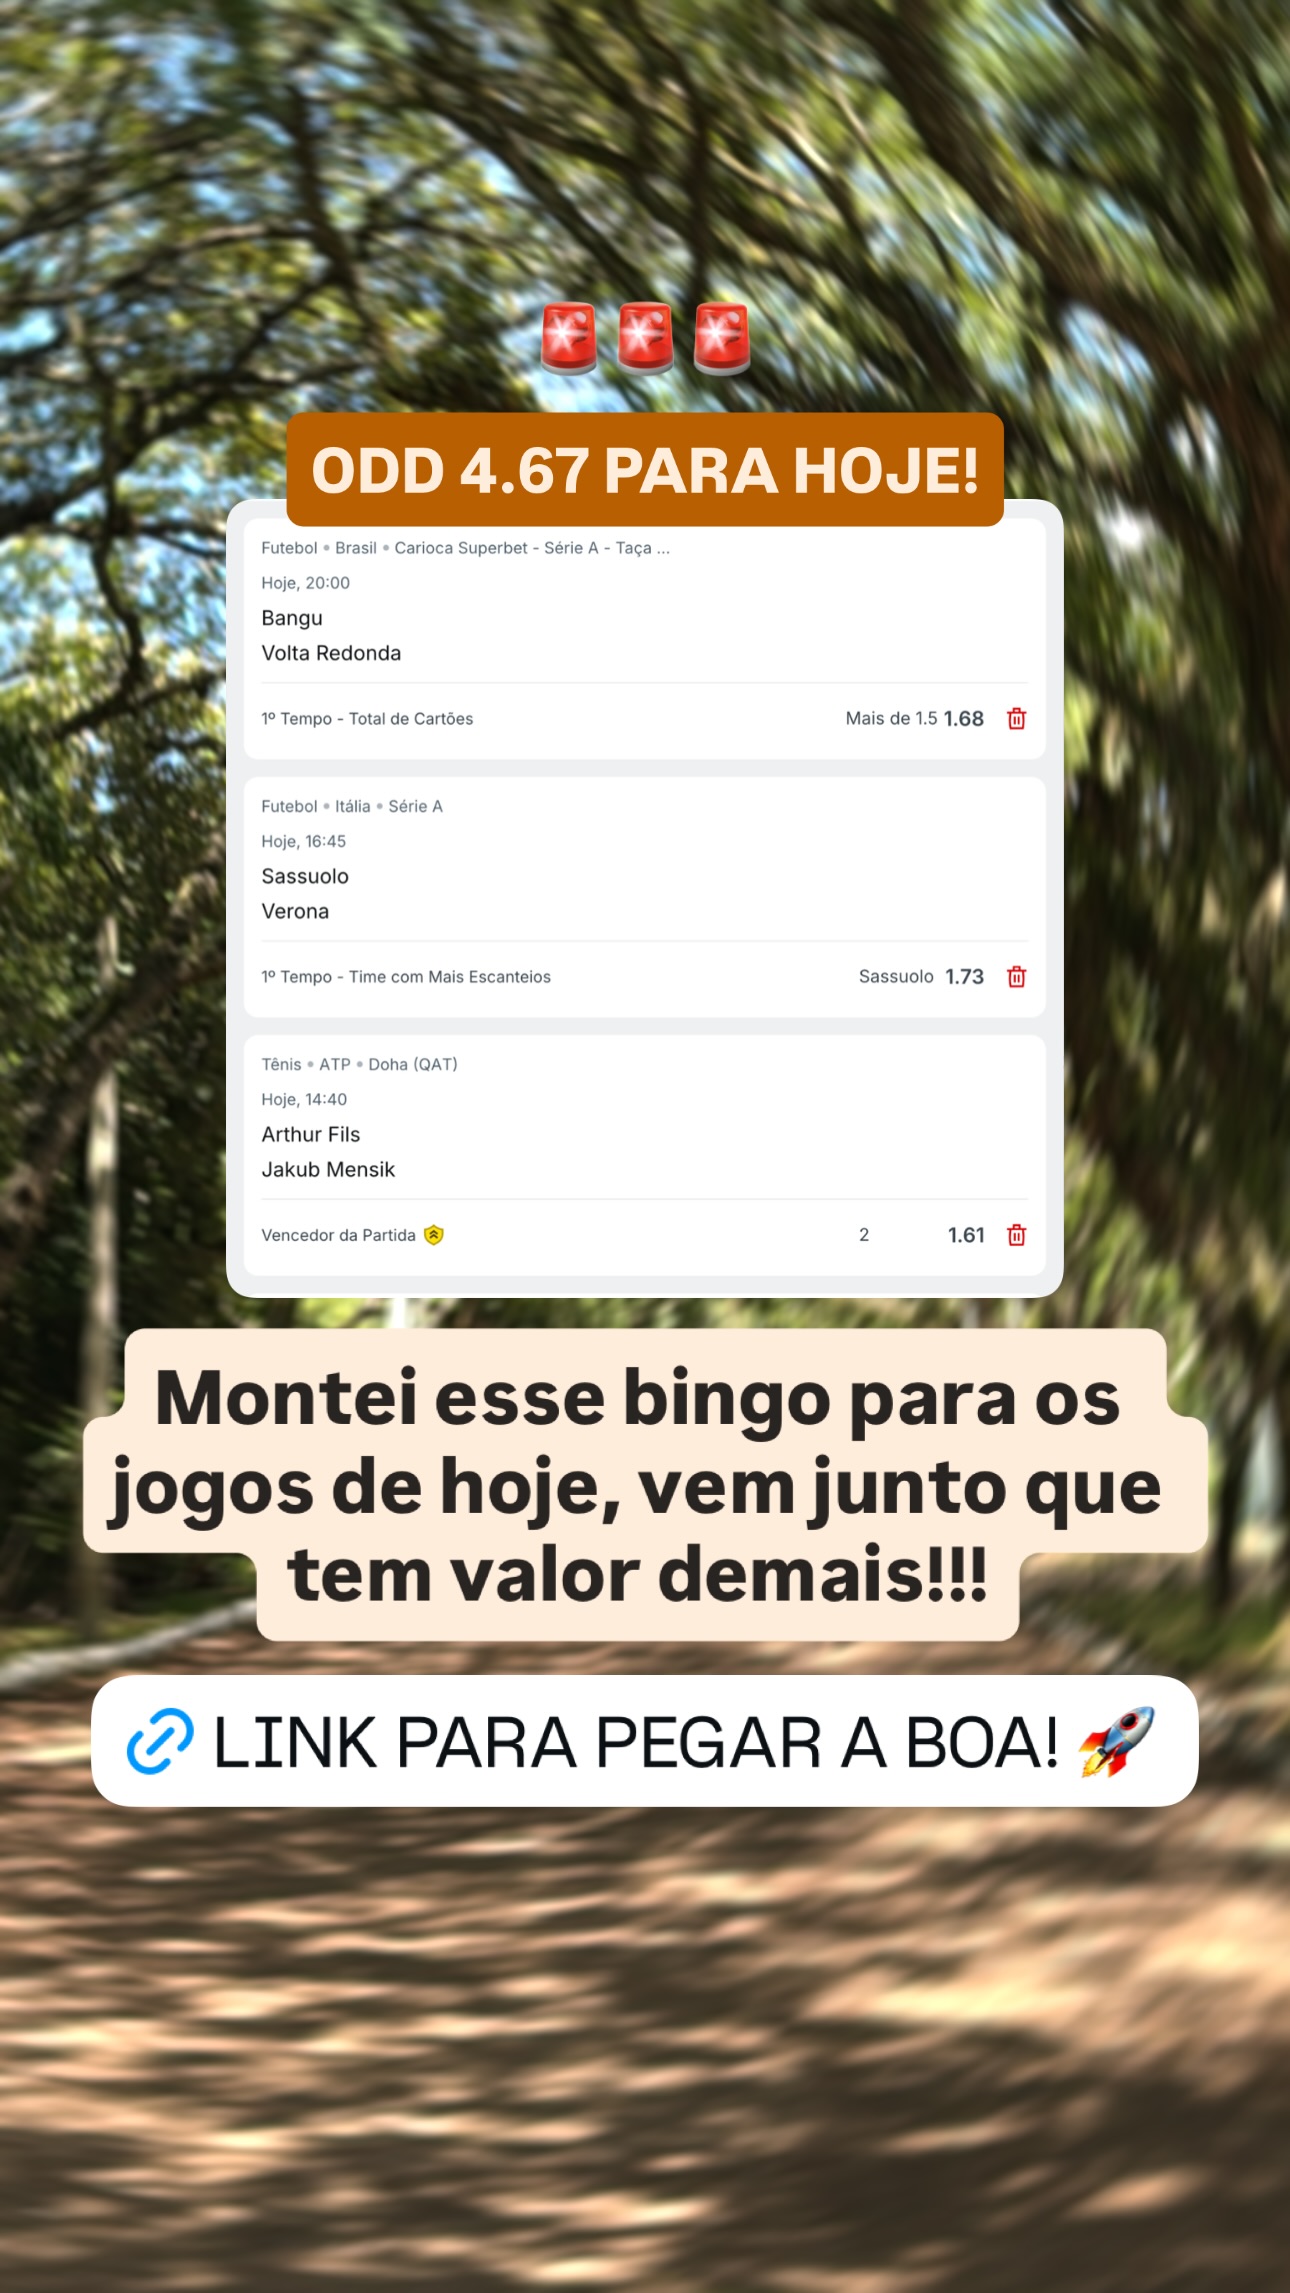 ODD 4.67 PARA HOJE!
Futebol • Brasil • Carioca Superbet - Série A - Taça ...
Hoje, 20:00
Bangu
Volta Redonda
1º Tempo - Total de Cartões Mais de 1.5 1.68
Futebol • Itália • Série A
Hoje, 16:45
Sassuolo
Verona
1º Tempo - Time com Mais Escanteios Sassuolo 1.73
Tênis • ATP • Doha (QAT)
Hoje, 14:40
Arthur Fils
Jakub Mensik
Vencedor da Partida 2 1.61
Montei esse bingo para os
jogos de hoje, vem junto que
tem valor demais!!!
LINK PARA PEGAR A BOA! 🚀